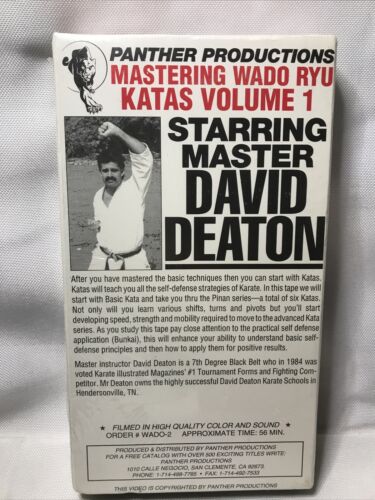 PANTHER PRODUCTIONS
MASTERING WADO RYU
KATAS VOLUME 1
STARRING
MASTER
DAVID
DEATON
After you have mastered the basic techniques then you can start with Katas.
Katas will teach you all the self-defense strategies of Karate. In this tape we will
start with Basic Kata and take you thru the Pinan series—a total of six Katas.
Not only will you learn various shifts, turns and pivots but you'll start
developing speed, strength and mobility required to move to the advanced Kata
series. As you study this tape pay close attention to the practical self defense
application (Bunkai), this will enhance your ability to understand basic self-
defense principles and then how to apply them for positive results.
Master instructor David Deaton is a 7th Degree Black Belt who in 1984 was
voted Karate illustrated Magazines' #1 Tournament Forms and Fighting Com-
petitor. Mr Deaton owns the highly successful David Deaton Karate Schools in
Hendersonville, TN.
★ FILMED IN HIGH QUALITY COLOR AND SOUND ★
ORDER # WADO-2 APPROXIMATE TIME: 56 MIN.
PRODUCED & DISTRIBUTED BY PANTHER PRODUCTIONS
FOR A FREE CATALOG WITH OVER 500 EXCITING TITLES WRITE:
PANTHER PRODUCTIONS
1010 CALLE NEGOCIO, SAN CLEMENTE, CA 92673.
PHONE: 1-714-498-7765 • FAX: 1-714-492-7533
THIS VIDEO IS COPYRIGHTED BY PANTHER PRODUCTIONS